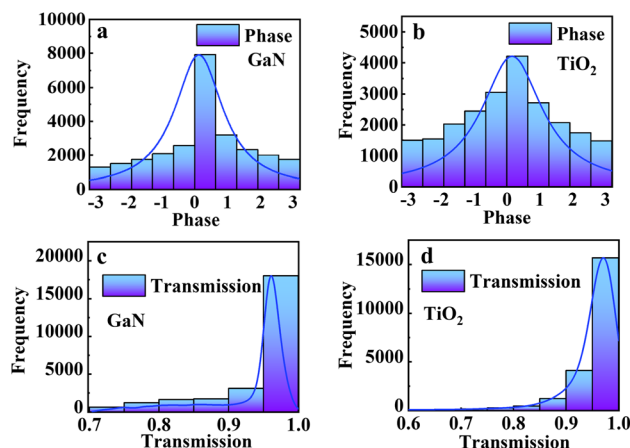 a
Phase
GaN
10000
8000
6000
4000
2000
0
Frequency
-3 -2 -1 0 1 2 3
Phase
b
Phase
TiO2
5000
4000
3000
2000
1000
0
Frequency
-3 -2 -1 0 1 2 3
Phase
c
Transmission
GaN
20000
15000
10000
5000
0
Frequency
0.7 0.8 0.9 1.0
Transmission
d
Transmission
TiO2
15000
10000
5000
0
Frequency
0.6 0.7 0.8 0.9 1.0
Transmission